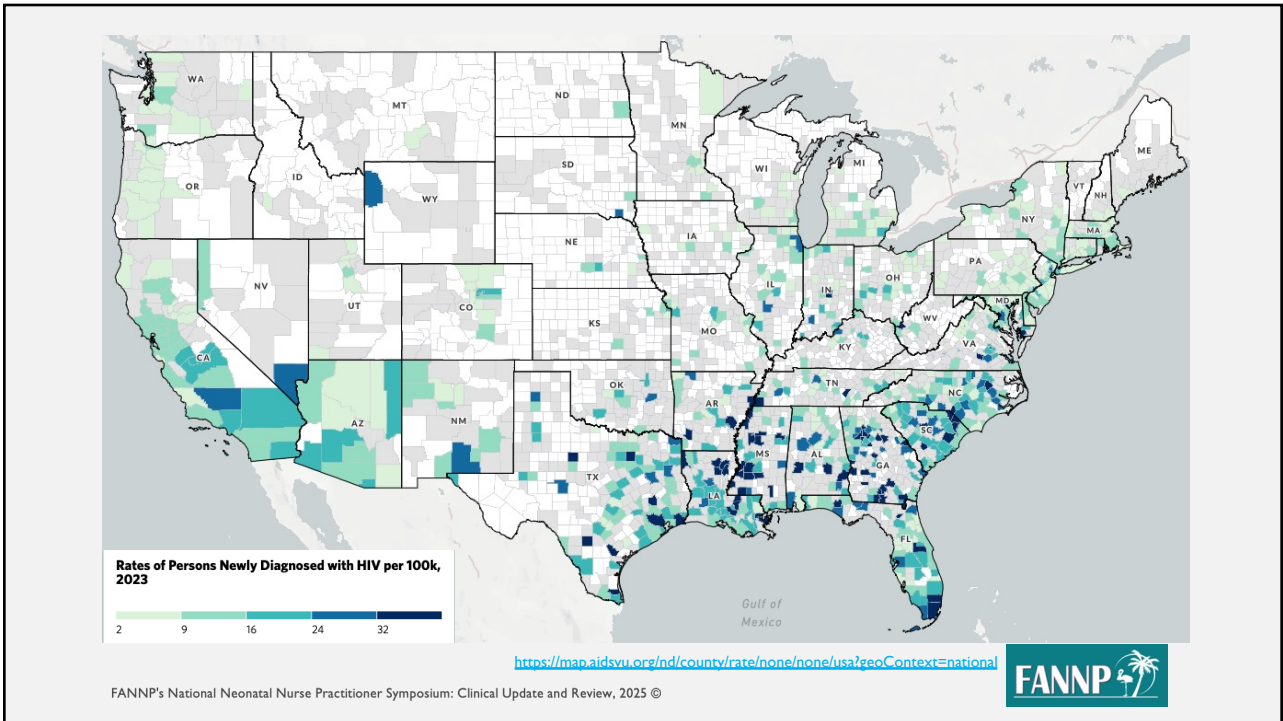 WA
MT
ND
MN
ME
OR
ID
SD
WI
MI
VT
NH
WY
NY
MA
NE
IA
PA
NV
UT
CO
IL
IN
OH
MD
CA
KS
MO
WV
VA
KY
AZ
NM
OK
AR
TN
NC
TX
LA
MS
AL
GA
SC
FL
Gulf of
Mexico
Rates of Persons Newly Diagnosed with HIV per 100k,
2023
2 9 16 24 32
https://map.aidsvu.org/nd/county/rate/none/none/usa?geoContext=national
FANNP's National Neonatal Nurse Practitioner Symposium: Clinical Update and Review, 2025 ©
FANNP